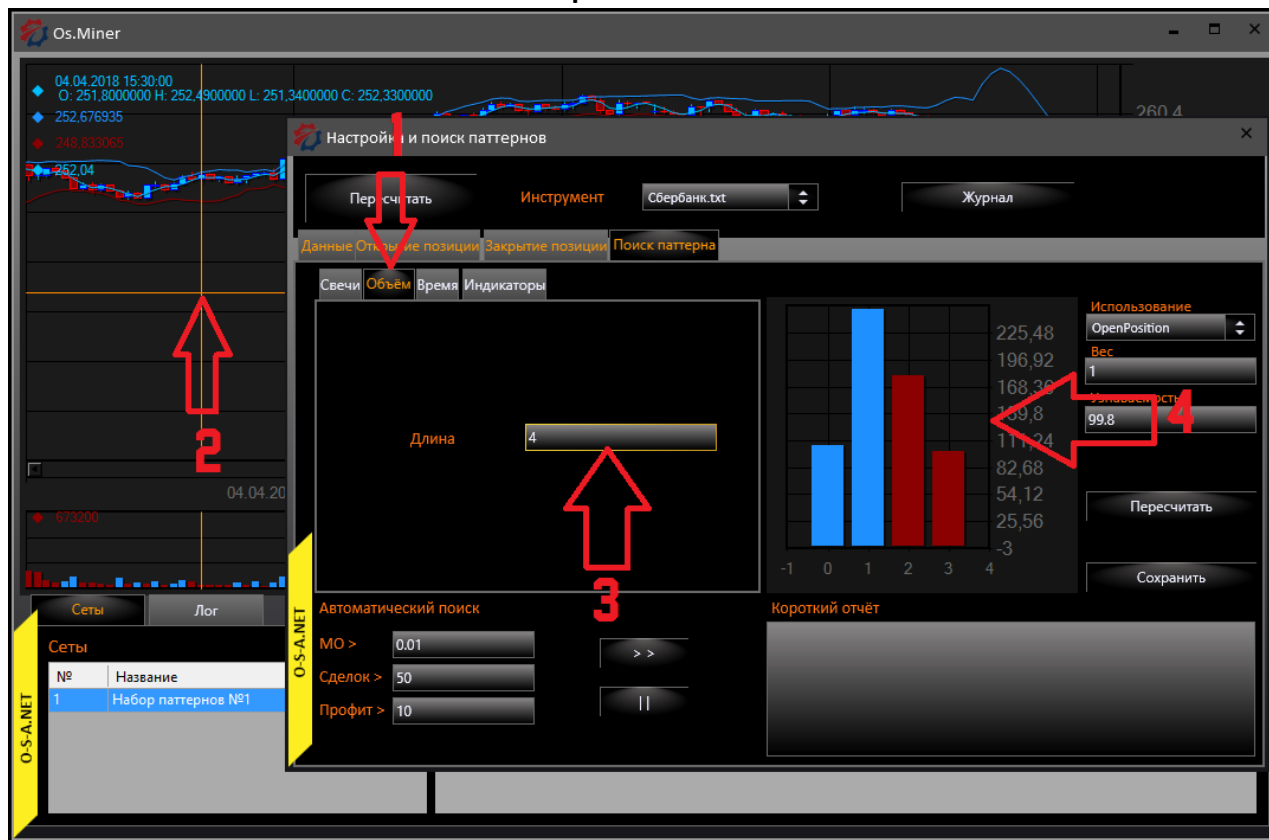 Os.Miner
04.04.2018 15:30:00
O: 251,8000000 H: 252,4900000 L: 251,3400000 C: 252,3300000
252,676935
248,833065
252,04
260,4
1
Настройка и поиск паттернов
Пересчитать Инструмент Сбербанк.txt Журнал
Данные Открытие позиции Закрытие позиции Поиск паттерна
Свечи Объём Время Индикаторы
Использование
OpenPosition
Вес
1
Узнаваемость
99.8
4
225,48
196,92
168,36
139,8
111,24
82,68
54,12
25,56
-3
-1 0 1 2 3 4
Длина 4
2
3
04.04.20
673200
Пересчитать
Сохранить
Сеты Лог
Сеты
№ Название
1 Набор паттернов №1
O-S-A.NET
O-S-A.NET
Автоматический поиск
МО > 0.01
Сделок > 50
Профит > 10
> >
||
Короткий отчёт